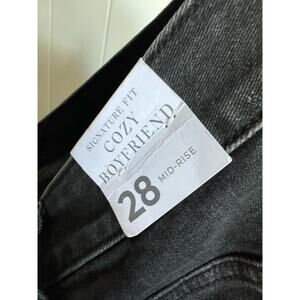 SIGNATURE FIT
COZY
BOYFRIEND
28 MID-RISE